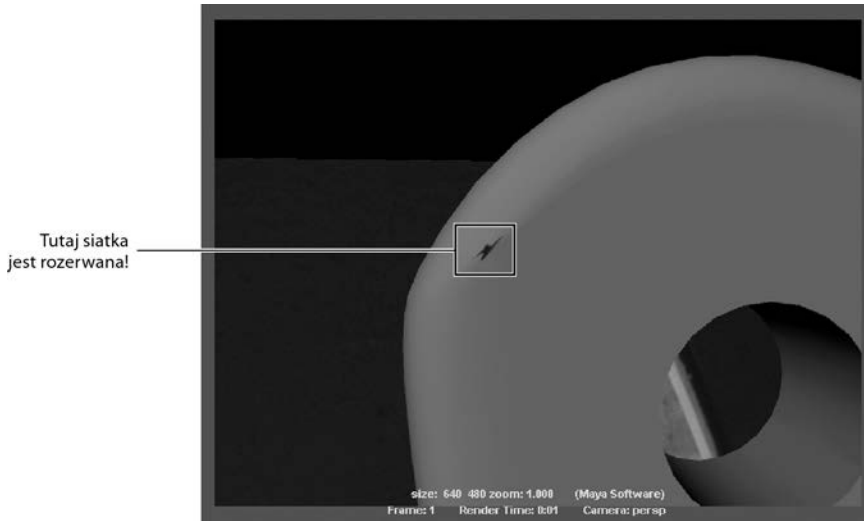 Tutaj siatka
jest rozerwana!
size: 640 480 zoom: 1.000 (Maya Software)
Frame: 1 Render Time: 0:01 Camera: persp